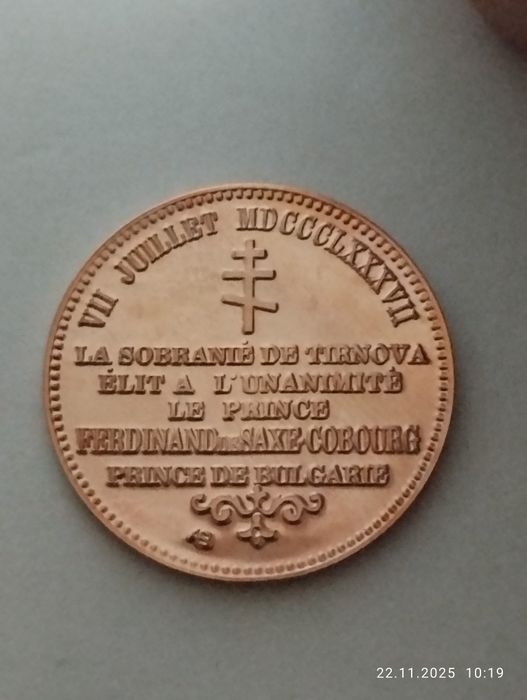 VII JUILLET MDCCCLXXXVII
LA SOBRANIÉ DE TIRNOVA
ÉLIT A L'UNANIMITÉ
LE PRINCE
FERDINAND DE SAXE-COBOURG
PRINCE DE BULGARIE
22.11.2025 10:19